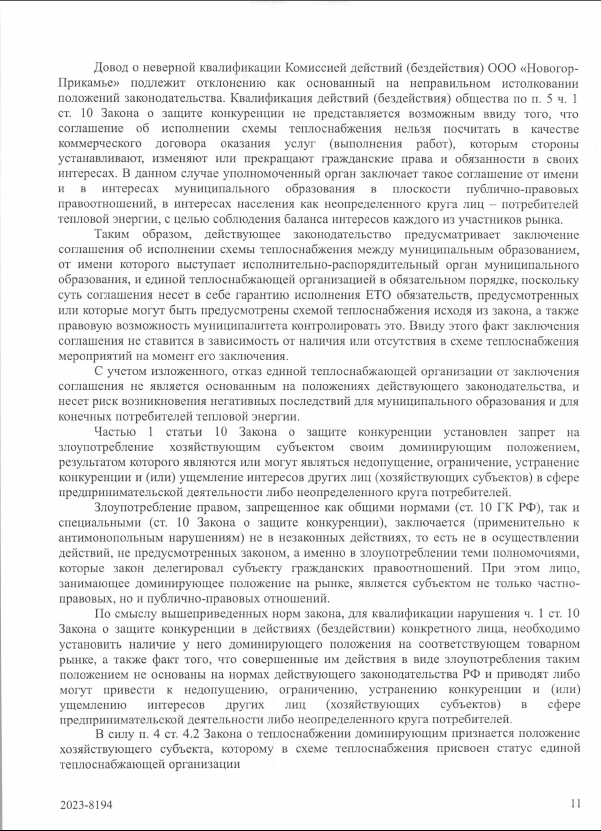 Довод о неверной квалификации Комиссией действий (бездействия) ООО «Новогор-
Прикамье» подлежит отклонению как основанный на неправильном истолковании
положений законодательства. Квалификация действий (бездействия) общества по п. 5 ч. 1
ст. 10 Закона о защите конкуренции не представляется возможным ввиду того, что
соглашение об исполнении схемы теплоснабжения нельзя посчитать в качестве
коммерческого договора оказания услуг (выполнения работ), которым стороны
устанавливают, изменяют или прекращают гражданские права и обязанности в своих
интересах. В данном случае уполномоченный орган заключает такое соглашение от имени
и в интересах муниципального образования в плоскости публично-правовых
правоотношений, в интересах населения как неопределенного круга лиц – потребителей
тепловой энергии, с целью соблюдения баланса интересов каждого из участников рынка.
Таким образом, действующее законодательство предусматривает заключение
соглашения об исполнении схемы теплоснабжения между муниципальным образованием,
от имени которого выступает исполнительно-распорядительный орган муниципального
образования, и единой теплоснабжающей организацией в обязательном порядке, поскольку
суть соглашения несет в себе гарантию исполнения ЕТО обязательств, предусмотренных
или которые могут быть предусмотрены схемой теплоснабжения исходя из закона, а также
правовую возможность муниципалитета контролировать это. Ввиду этого факт заключения
соглашения не ставится в зависимость от наличия или отсутствия в схеме теплоснабжения
мероприятий на момент его заключения.
С учетом изложенного, отказ единой теплоснабжающей организации от заключения
соглашения не является основанным на положениях действующего законодательства, и
несет риск возникновения негативных последствий для муниципального образования и для
конечных потребителей тепловой энергии.
Частью 1 статьи 10 Закона о защите конкуренции установлен запрет на
злоупотребление хозяйствующим субъектом своим доминирующим положением,
результатом которого являются или могут являться недопущение, ограничение, устранение
конкуренции и (или) ущемление интересов других лиц (хозяйствующих субъектов) в сфере
предпринимательской деятельности либо неопределенного круга потребителей.
Злоупотребление правом, запрещенное как общими нормами (ст. 10 ГК РФ), так и
специальными (ст. 10 Закона о защите конкуренции), заключается (применительно к
антимонопольным нарушениям) не в незаконных действиях, то есть не в осуществлении
действий, не предусмотренных законом, а именно в злоупотреблении теми полномочиями,
которые закон делегировал субъекту гражданских правоотношений. При этом лицо,
занимающее доминирующее положение на рынке, является субъектом не только частно-
правовых, но и публично-правовых отношений.
По смыслу вышеприведенных норм закона, для квалификации нарушения ч. 1 ст. 10
Закона о защите конкуренции в действиях (бездействии) конкретного лица, необходимо
установить наличие у него доминирующего положения на соответствующем товарном
рынке, а также факт того, что совершенные им действия в виде злоупотребления таким
положением не основаны на нормах действующего законодательства РФ и приводят либо
могут привести к недопущению, ограничению, устранению конкуренции и (или)
ущемлению интересов других лиц (хозяйствующих субъектов) в сфере
предпринимательской деятельности либо неопределенного круга потребителей.
В силу п. 4 ст. 4.2 Закона о теплоснабжении доминирующим признается положение
хозяйствующего субъекта, которому в схеме теплоснабжения присвоен статус единой
теплоснабжающей организации
2023-8194
11